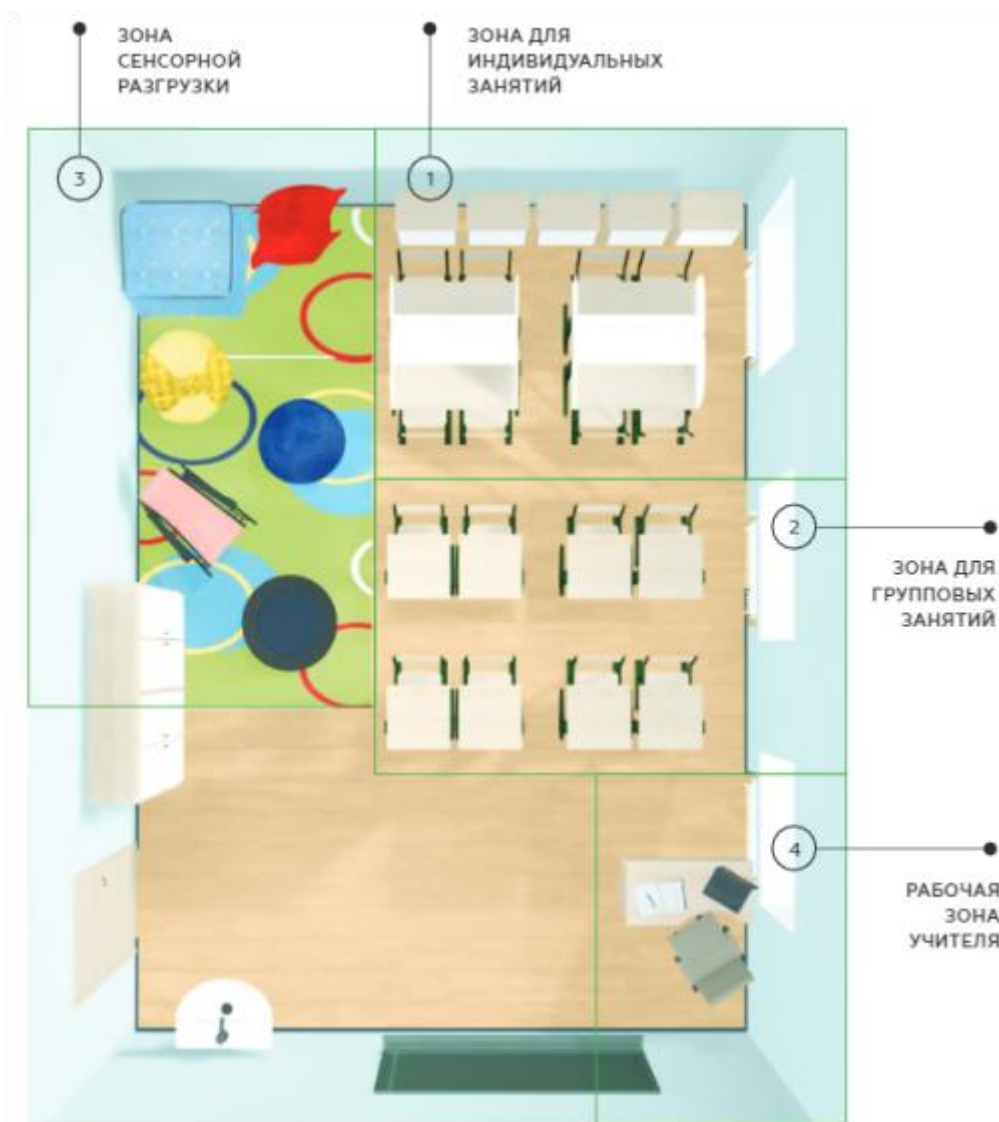 ЗОНА
СЕНСОРНОЙ
РАЗГРУЗКИ
ЗОНА ДЛЯ
ИНДИВИДУАЛЬНЫХ
ЗАНЯТИЙ
3
1
2
ЗОНА ДЛЯ
ГРУППОВЫХ
ЗАНЯТИЙ
4
РАБОЧАЯ
ЗОНА
УЧИТЕЛЯ